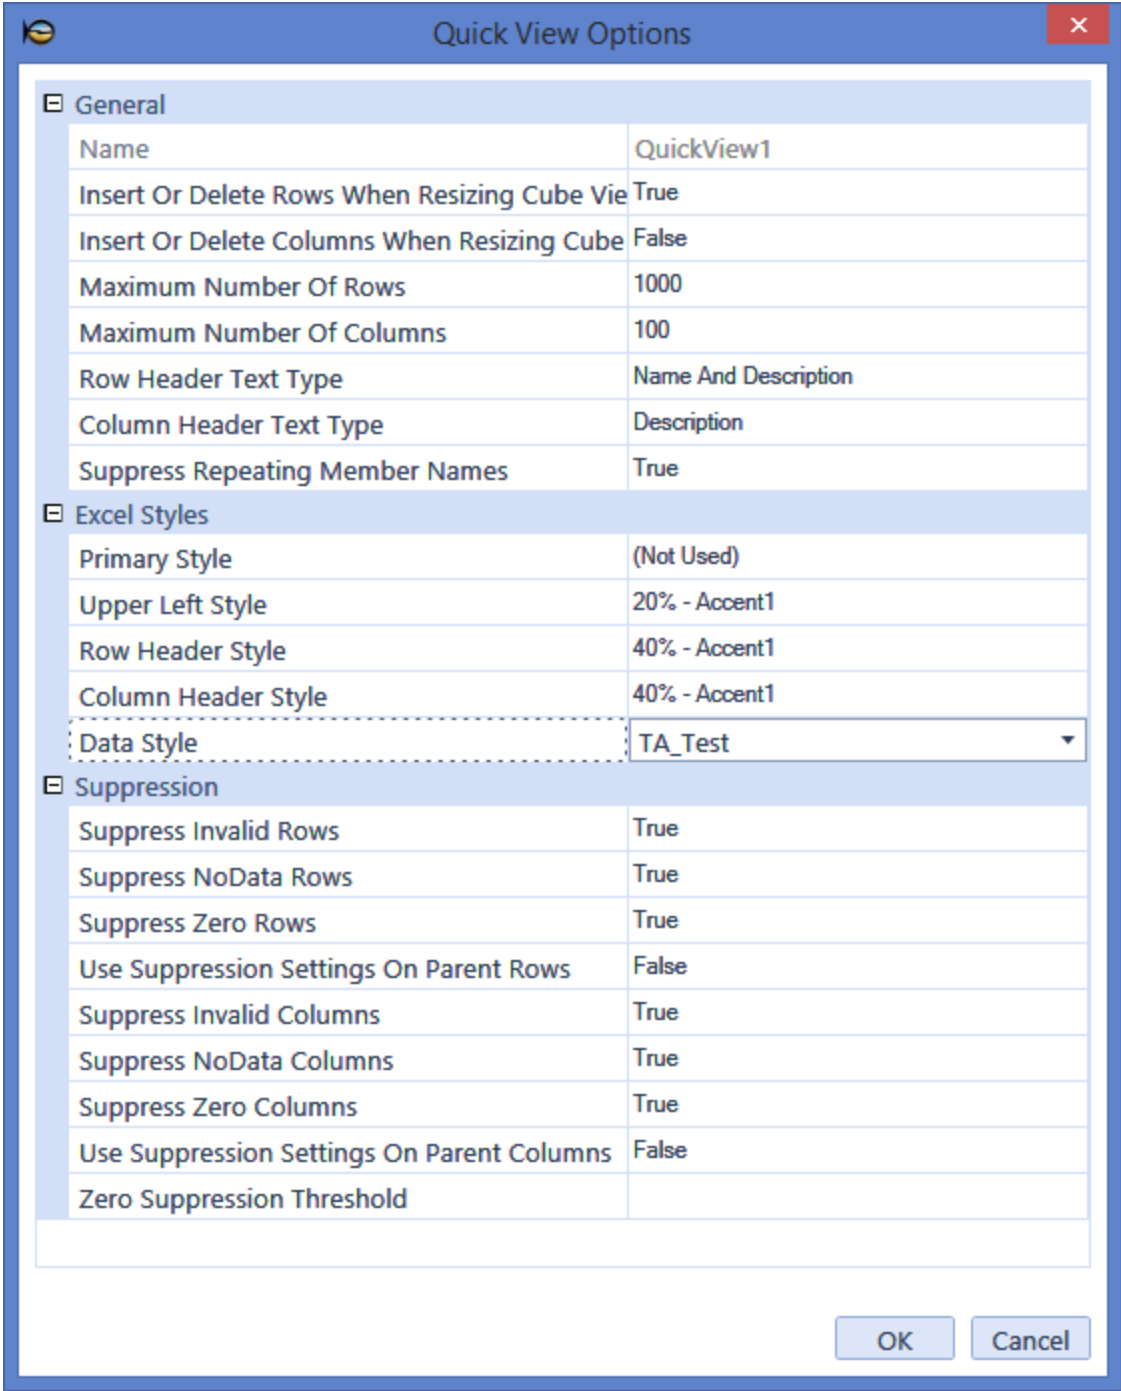 Quick View Options
General
Name QuickView1
Insert Or Delete Rows When Resizing Cube Vie True
Insert Or Delete Columns When Resizing Cube False
Maximum Number Of Rows 1000
Maximum Number Of Columns 100
Row Header Text Type Name And Description
Column Header Text Type Description
Suppress Repeating Member Names True
Excel Styles
Primary Style (Not Used)
Upper Left Style 20% - Accent1
Row Header Style 40% - Accent1
Column Header Style 40% - Accent1
Data Style TA_Test
Suppression
Suppress Invalid Rows True
Suppress NoData Rows True
Suppress Zero Rows True
Use Suppression Settings On Parent Rows False
Suppress Invalid Columns True
Suppress NoData Columns True
Suppress Zero Columns True
Use Suppression Settings On Parent Columns False
Zero Suppression Threshold
OK Cancel